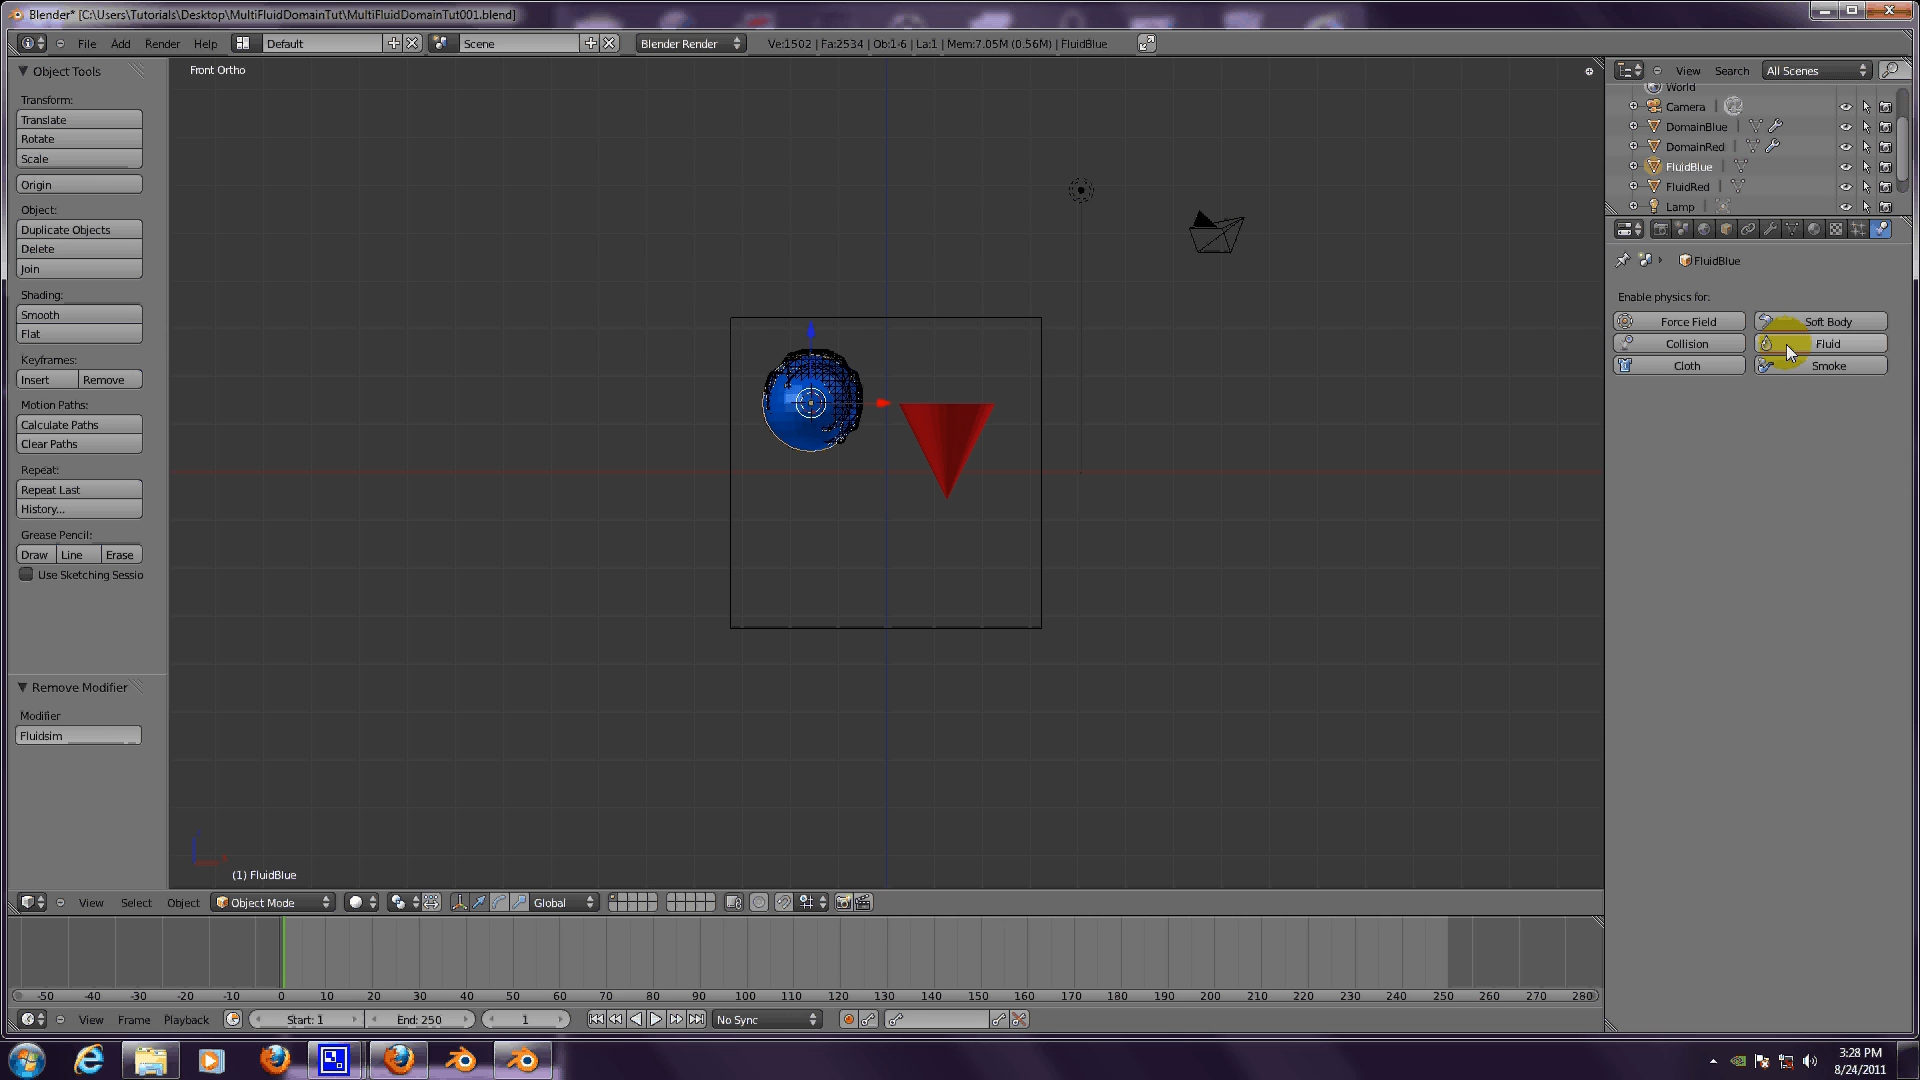 Blender* [C:\Users\Tutorials\Desktop\MultiFluidDomainTut\MultiFluidDomainTut001.blend]
File Add Render Help Default Scene Blender Render Ve:1502 | Fa:2534 | Ob:1-6 | La:1 | Mem:7.05M (0.56M) | FluidBlue
Object Tools
Transform:
Translate
Rotate
Scale
Origin
Object:
Duplicate Objects
Delete
Join
Shading:
Smooth
Flat
Keyframes:
Insert Remove
Motion Paths:
Calculate Paths
Clear Paths
Repeat:
Repeat Last
History...
Grease Pencil:
Draw Line Erase
Use Sketching Sessio
Remove Modifier
Modifier
Fluidsim
Front Ortho
(1) FluidBlue
View Search All Scenes
World
Camera
DomainBlue
DomainRed
FluidBlue
FluidRed
Lamp
FluidBlue
Enable physics for:
Force Field Soft Body
Collision Fluid
Cloth Smoke
View Select Object Object Mode Global
-50 -40 -30 -20 -10 0 10 20 30 40 50 60 70 80 90 100 110 120 130 140 150 160 170 180 190 200 210 220 230 240 250 260 270 280
View Frame Playback Start: 1 End: 250 1 No Sync
3:28 PM
8/24/2011